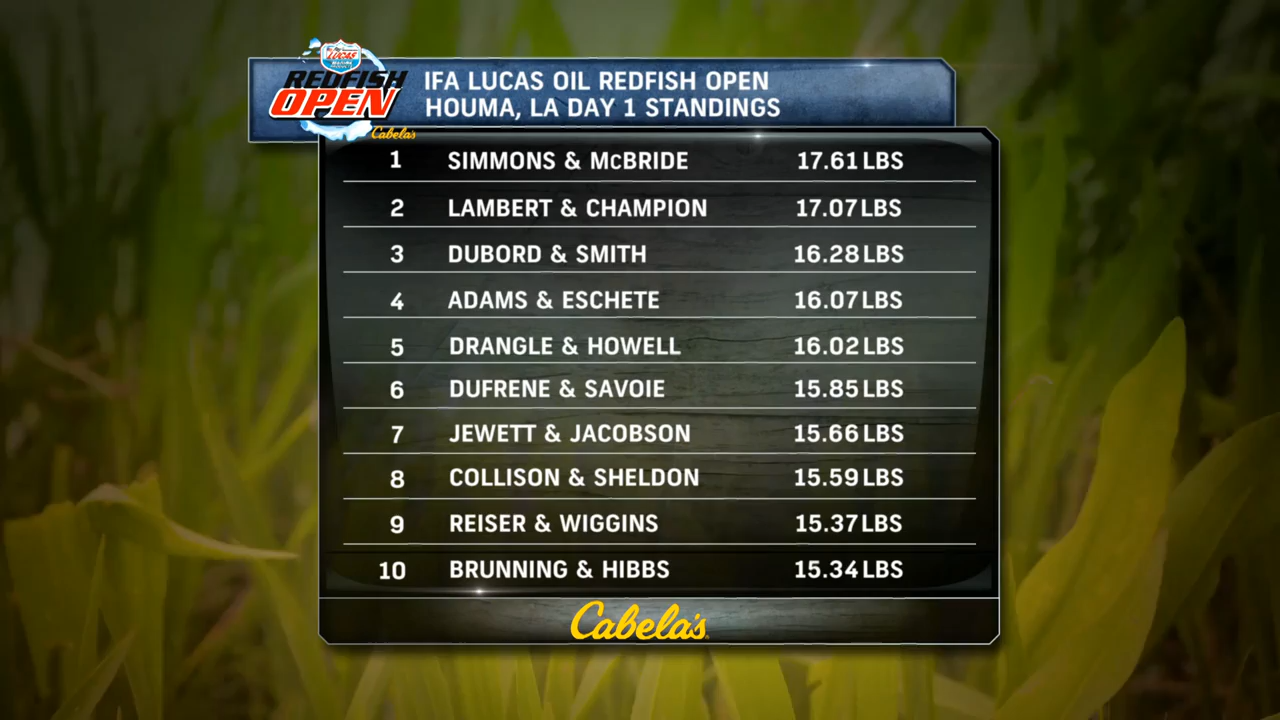 LUCAS
REDFISH
OPEN
Cabela's
IFA LUCAS OIL REDFISH OPEN
HOUMA, LA DAY 1 STANDINGS
1 SIMMONS & McBRIDE 17.61 LBS
2 LAMBERT & CHAMPION 17.07 LBS
3 DUBORD & SMITH 16.28 LBS
4 ADAMS & ESCHETE 16.07 LBS
5 DRANGLE & HOWELL 16.02 LBS
6 DUFRENE & SAVOIE 15.85 LBS
7 JEWETT & JACOBSON 15.66 LBS
8 COLLISON & SHELDON 15.59 LBS
9 REISER & WIGGINS 15.37 LBS
10 BRUNNING & HIBBS 15.34 LBS
Cabela's